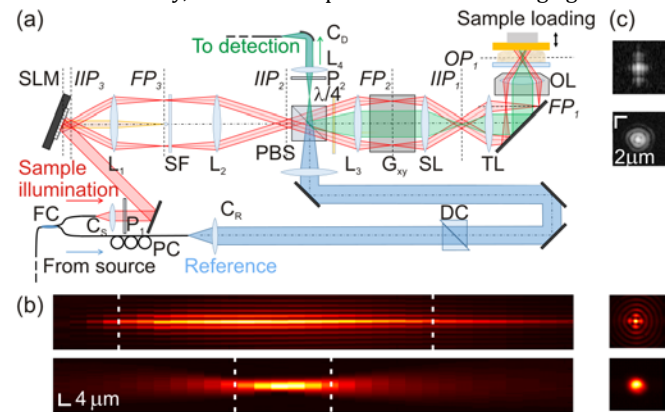 (a)
C_D
To detection
Sample loading
(c)
L_4
OP_1
SLM
IIP_3
FP_3
IIP_2
P_2
FP_2
IIP_1
OL
λ/4
FP_1
L_1
SF
L_2
PBS
L_3
G_xy
SL
TL
2μm
Sample
illumination
FC
C_S
P_1
PC
C_R
DC
From source
Reference
(b)
4 μm